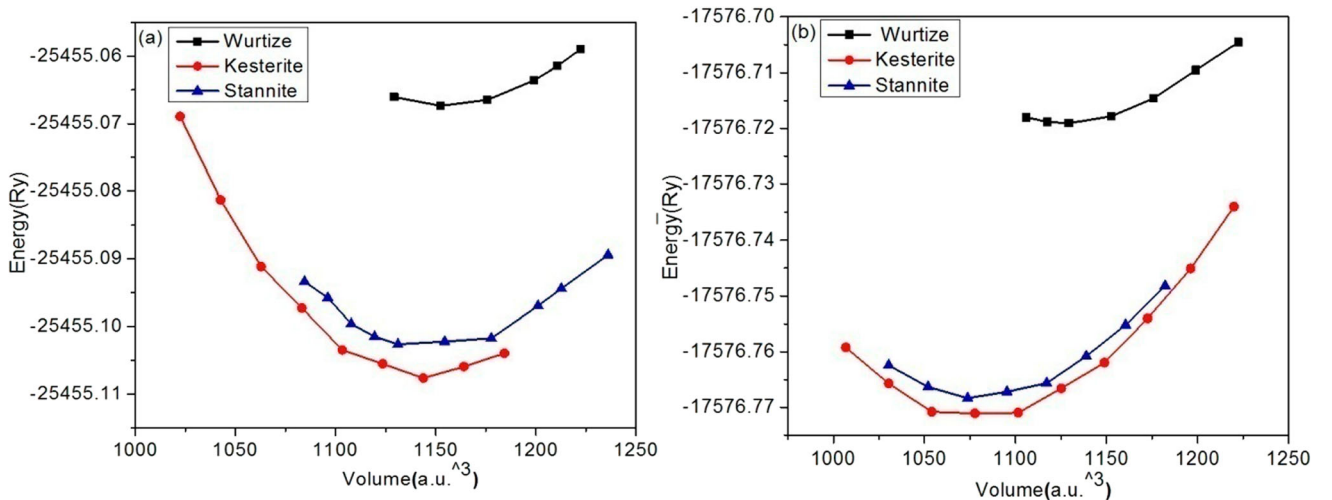 (a)
Wurtize
Kesterite
Stannite
-25455.06
-25455.07
-25455.08
-25455.09
-25455.10
-25455.11
Energy(Ry)
1000 1050 1100 1150 1200 1250
Volume(a.u.^3)
(b)
Wurtize
Kesterite
Stannite
-17576.70
-17576.71
-17576.72
-17576.73
-17576.74
-17576.75
-17576.76
-17576.77
Energy(Ry)
1000 1050 1100 1150 1200 1250
Volume(a.u.^3)